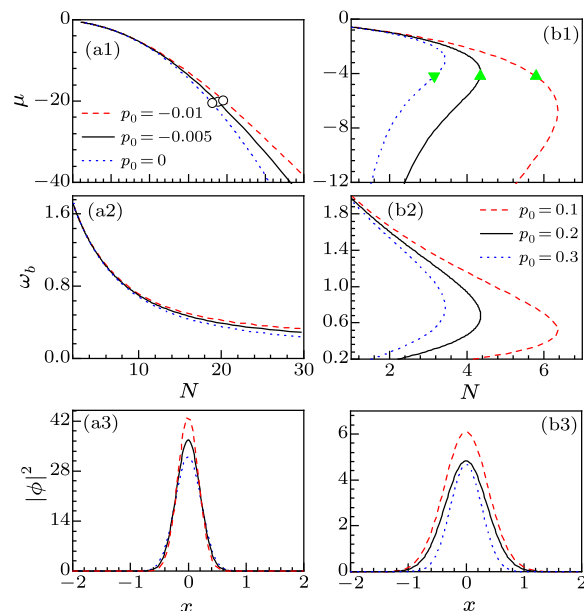 0
(a1)
−20
μ
p₀ = −0.01
p₀ = −0.005
p₀ = 0
−40
0
(b1)
−4
−8
−12
1.6
(a2)
ω_b
0.8
0.0
10
20
30
N
2.0
(b2)
1.8
1.4
1.0
0.6
0.2
p₀ = 0.1
p₀ = 0.2
p₀ = 0.3
2
4
6
N
42
(a3)
28
|ϕ|²
14
0
−2
−1
0
1
2
x
6
(b3)
4
2
0
−2
−1
0
1
2
x